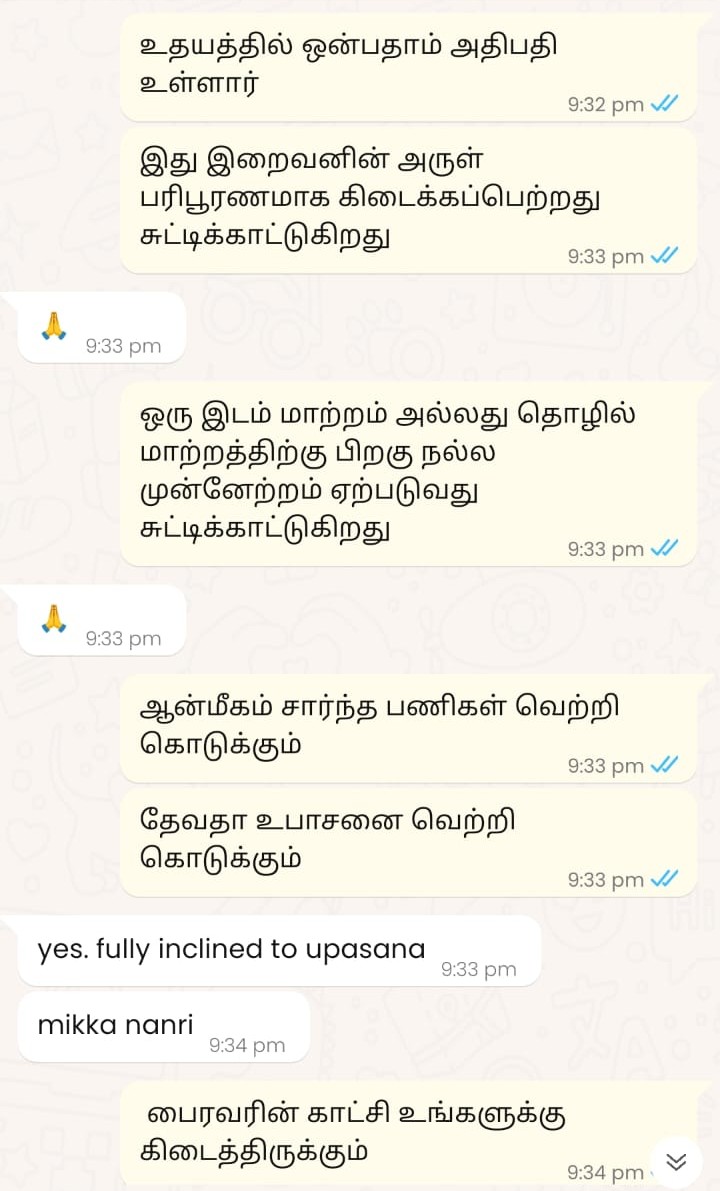 உதயத்தில் ஒன்பதாம் அதிபதி
உள்ளார்
9:32 pm
இது இறைவனின் அருள்
பரிபூரணமாக கிடைக்கப்பெற்றது
சுட்டிக்காட்டுகிறது
9:33 pm
🙏
9:33 pm
ஒரு இடம் மாற்றம் அல்லது தொழில்
மாற்றத்திற்கு பிறகு நல்ல
முன்னேற்றம் ஏற்படுவது
சுட்டிக்காட்டுகிறது
9:33 pm
🙏
9:33 pm
ஆன்மீகம் சார்ந்த பணிகள் வெற்றி
கொடுக்கும்
9:33 pm
தேவதா உபாசனை வெற்றி
கொடுக்கும்
9:33 pm
yes. fully inclined to upasana
9:33 pm
mikka nanri
9:34 pm
பைரவரின் காட்சி உங்களுக்கு
கிடைத்திருக்கும்
9:34 pm